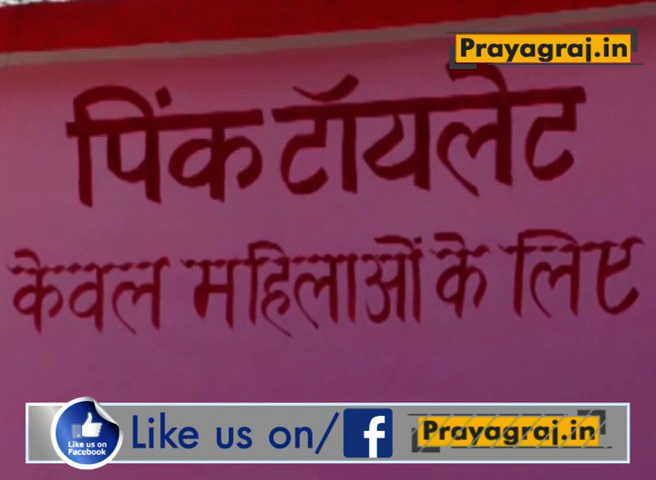 Prayagraj.in
पिंक टॉयलेट
केवल महिलाओं के लिए
Like us on Facebook
Like us on/f Prayagraj.in